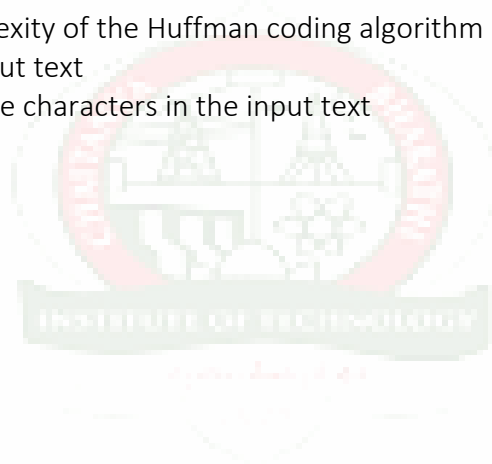 exity of the Huffman coding algorithm
ut text
e characters in the input text
INSTITUTE OF TECHNOLOGY